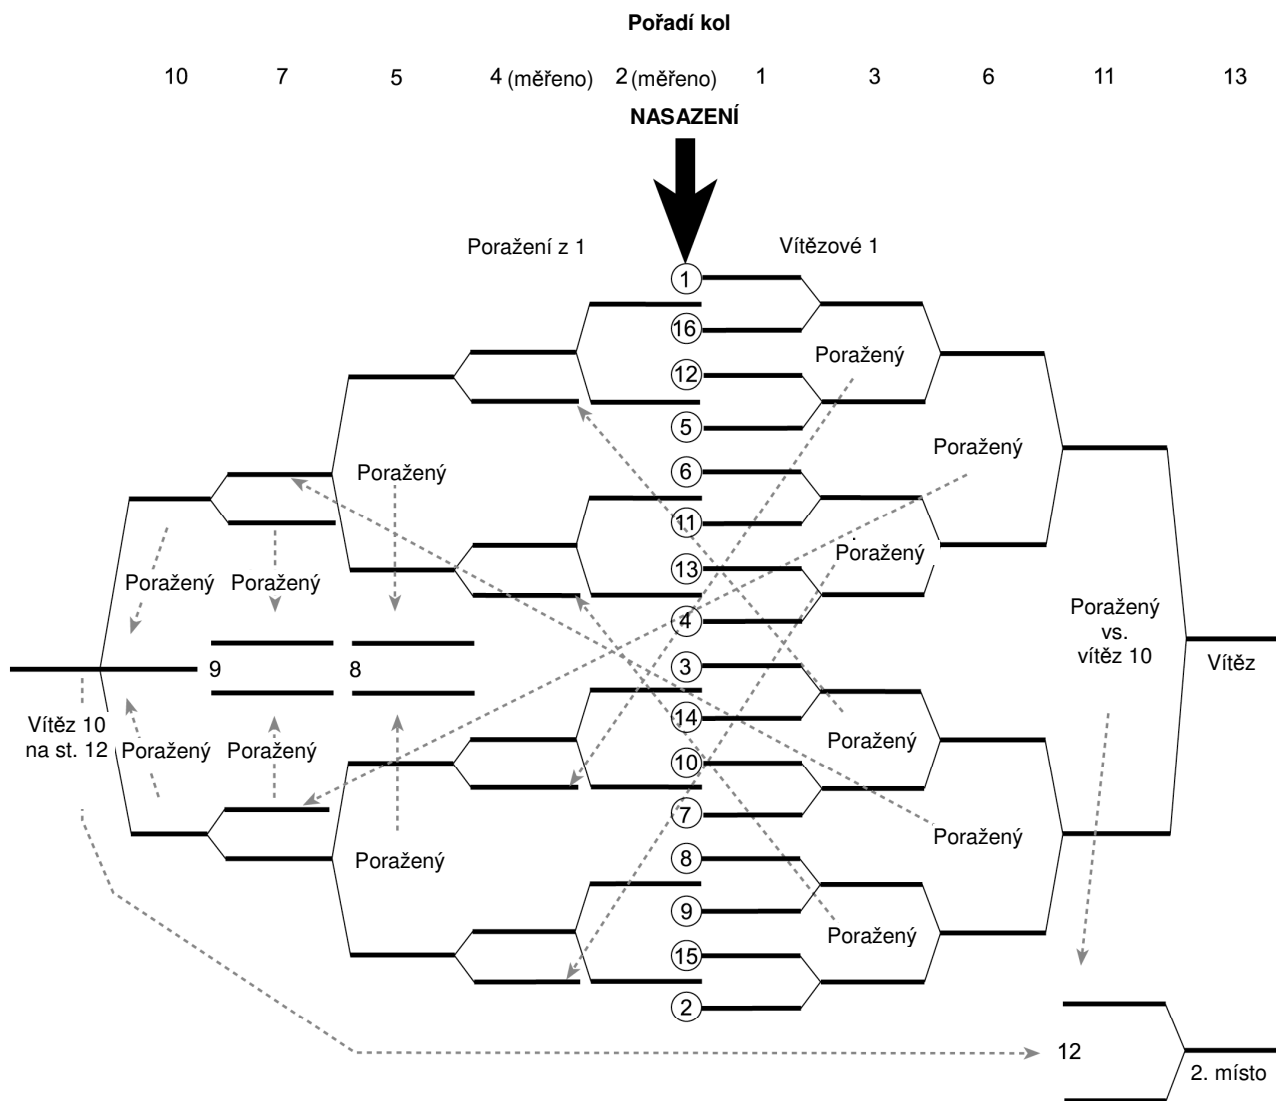 Pořadí kol
10 7 5 4 (měřeno) 2 (měřeno) 1 3 6 11 13
NASAZENÍ
Poražení z 1 Vítězové 1
1
16
Poražený
12
5
Poražený Poražený
6
11
Poražený
13
Poražený Poražený
4
Poražený
vs.
vítěz 10
3
9 8 Vítěz
14
Vítěz 10
na st. 12
Poražený Poražený Poražený
10
7
Poražený
Poražený
8
9
Poražený
15
2
12
2. místo